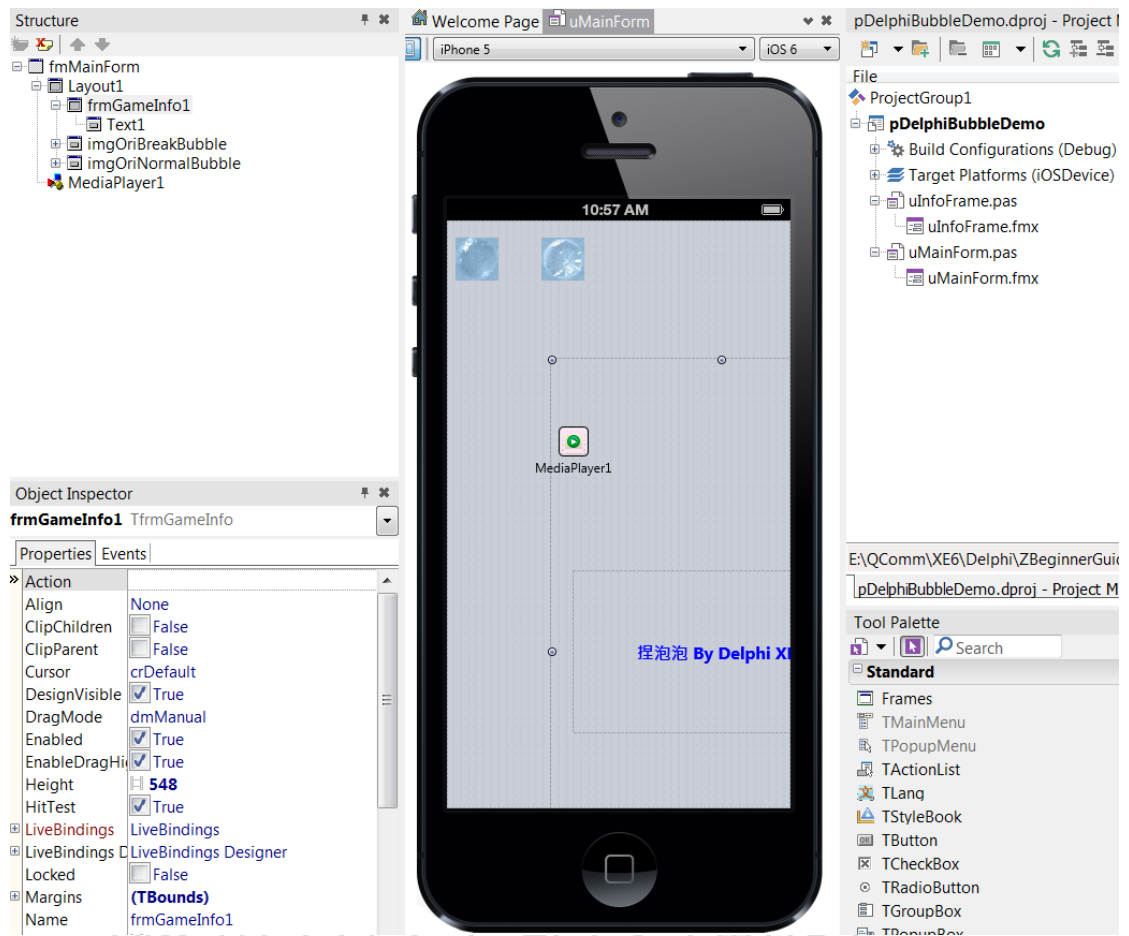 Structure
fmMainForm
Layout1
frmGameInfo1
Text1
imgOriBreakBubble
imgOriNormalBubble
MediaPlayer1
Object Inspector
frmGameInfo1 TfrmGameInfo
Properties Events
Action
Align None
ClipChildren False
ClipParent False
Cursor crDefault
DesignVisible True
DragMode dmManual
Enabled True
EnableDragHi True
Height 548
HitTest True
LiveBindings LiveBindings
LiveBindings D LiveBindings Designer
Locked False
Margins (TBounds)
Name frmGameInfo1
Welcome Page uMainForm
iPhone 5 iOS 6
10:57 AM
MediaPlayer1
捏泡泡 By Delphi XE
pDelphiBubbleDemo.dproj - Project M
File
ProjectGroup1
pDelphiBubbleDemo
Build Configurations (Debug)
Target Platforms (iOSDevice)
uInfoFrame.pas
uInfoFrame.fmx
uMainForm.pas
uMainForm.fmx
E:\QComm\XE6\Delphi\ZBeginnerGuid
pDelphiBubbleDemo.dproj - Project M
Tool Palette
Search
Standard
Frames
TMainMenu
TPopupMenu
TActionList
TLang
TStyleBook
TButton
TCheckBox
TRadioButton
TGroupBox
TPopupBox